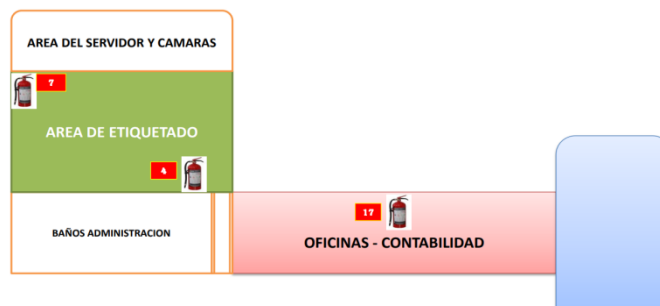 AREA DEL SERVIDOR Y CAMARAS
7
AREA DE ETIQUETADO
4
BAÑOS ADMINISTRACION
17
OFICINAS - CONTABILIDAD